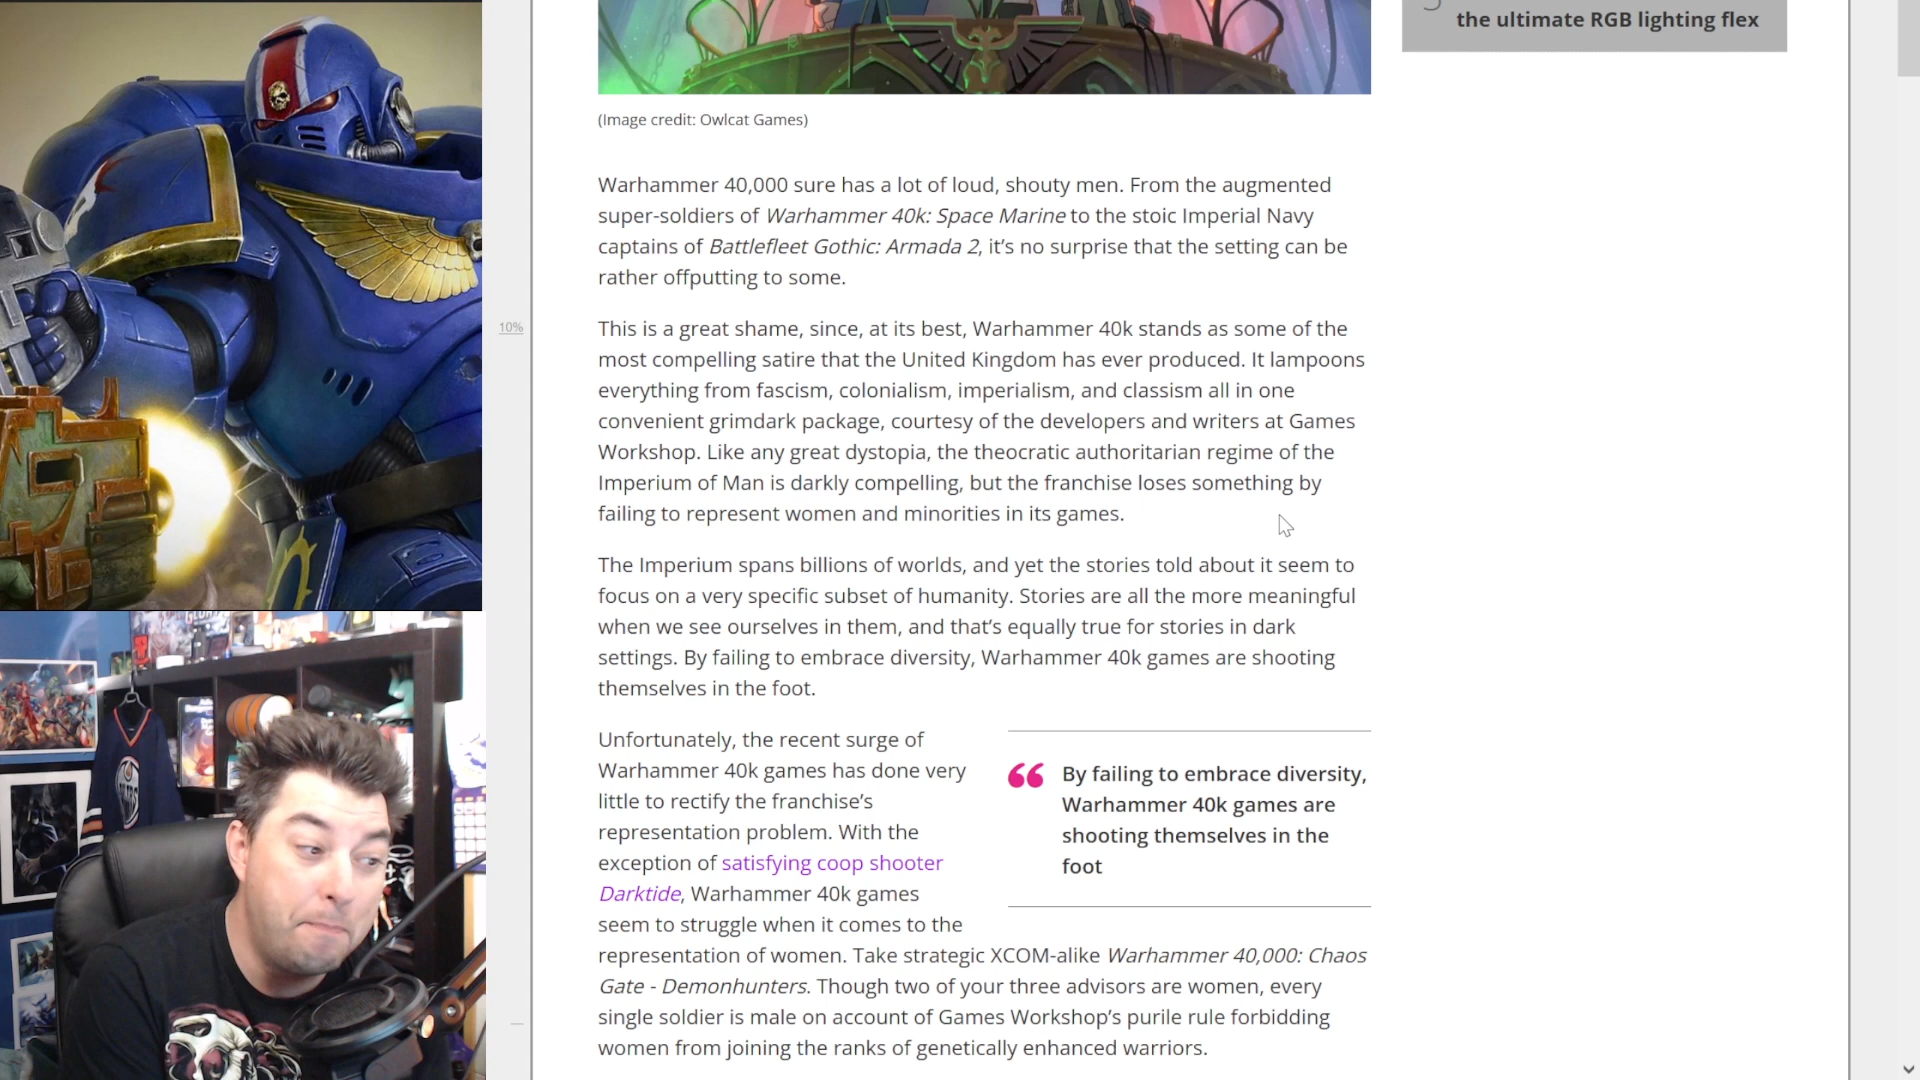 the ultimate RGB lighting flex
(Image credit: Owlcat Games)
Warhammer 40,000 sure has a lot of loud, shouty men. From the augmented
super-soldiers of Warhammer 40k: Space Marine to the stoic Imperial Navy
captains of Battlefleet Gothic: Armada 2, it’s no surprise that the setting can be
rather offputting to some.
This is a great shame, since, at its best, Warhammer 40k stands as some of the
most compelling satire that the United Kingdom has ever produced. It lampoons
everything from fascism, colonialism, imperialism, and classism all in one
convenient grimdark package, courtesy of the developers and writers at Games
Workshop. Like any great dystopia, the theocratic authoritarian regime of the
Imperium of Man is darkly compelling, but the franchise loses something by
failing to represent women and minorities in its games.
10%
The Imperium spans billions of worlds, and yet the stories told about it seem to
focus on a very specific subset of humanity. Stories are all the more meaningful
when we see ourselves in them, and that’s equally true for stories in dark
settings. By failing to embrace diversity, Warhammer 40k games are shooting
themselves in the foot.
Unfortunately, the recent surge of
Warhammer 40k games has done very
little to rectify the franchise’s
representation problem. With the
exception of satisfying coop shooter
Darktide, Warhammer 40k games
seem to struggle when it comes to the
representation of women. Take strategic XCOM-alike Warhammer 40,000: Chaos
Gate - Demonhunters. Though two of your three advisors are women, every
single soldier is male on account of Games Workshop’s purile rule forbidding
women from joining the ranks of genetically enhanced warriors.
“ By failing to embrace diversity,
Warhammer 40k games are
shooting themselves in the
foot